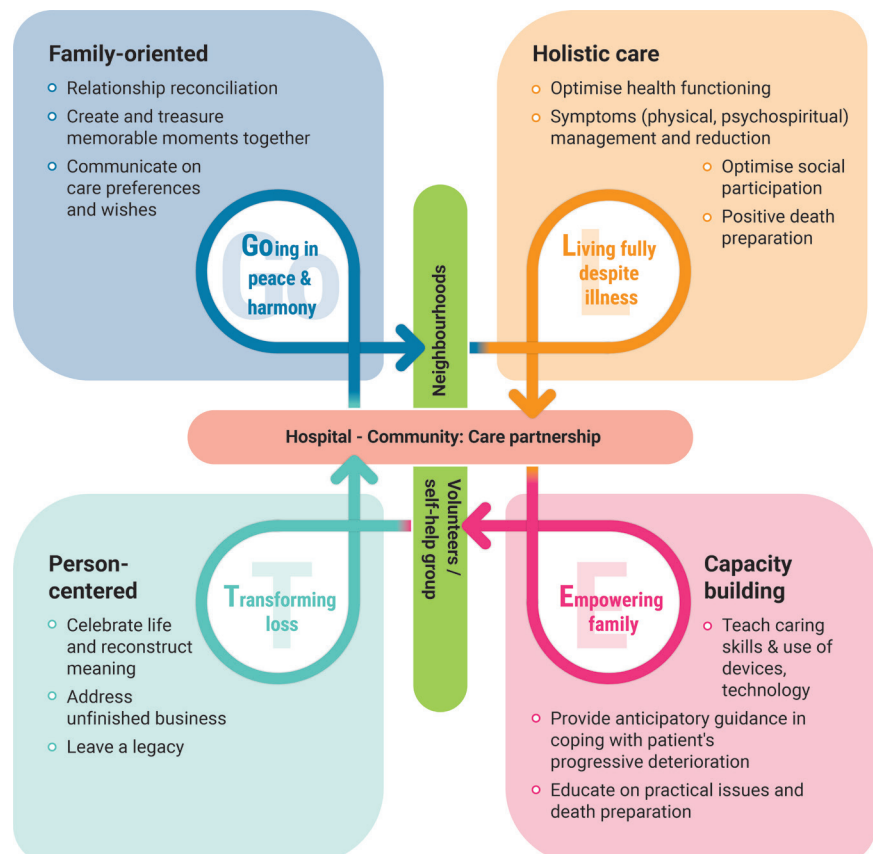 Family-oriented
Relationship reconciliation
Create and treasure
memorable moments together
Communicate on
care preferences
and wishes
Go
Going in
peace &
harmony
Holistic care
Optimise health functioning
Symptoms (physical, psychospiritual)
management and reduction
Optimise social
participation
Positive death
preparation
L
Living fully
despite
illness
Neighbourhoods
Hospital - Community: Care partnership
Volunteers /
self-help group
Person-
centered
Celebrate life
and reconstruct
meaning
Address
unfinished business
Leave a legacy
T
Transforming
loss
E
Empowering
family
Capacity
building
Teach caring
skills & use of
devices,
technology
Provide anticipatory guidance in
coping with patient's
progressive deterioration
Educate on practical issues and
death preparation